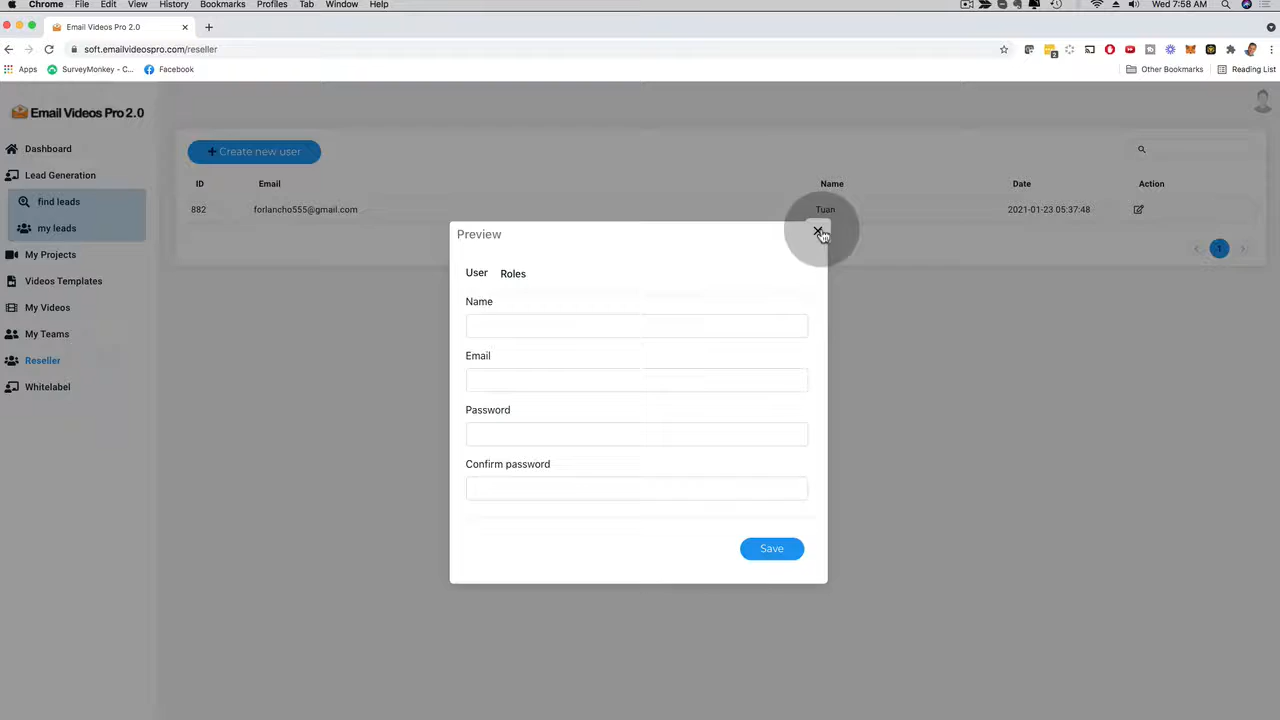 Chrome File Edit View History Bookmarks Profiles Tab Window Help Wed 7:58 AM
Email Videos Pro 2.0
soft.emailvideospro.com/reseller
Apps SurveyMonkey - C... Facebook Other Bookmarks Reading List
Email Videos Pro 2.0
Dashboard
Lead Generation
find leads
my leads
My Projects
Videos Templates
My Videos
My Teams
Reseller
Whitelabel
Create new user
ID Email Name Date Action
882 forlancho555@gmail.com Tuan 2021-01-23 05:37:48
1
Preview
User Roles
Name
Email
Password
Confirm password
Save